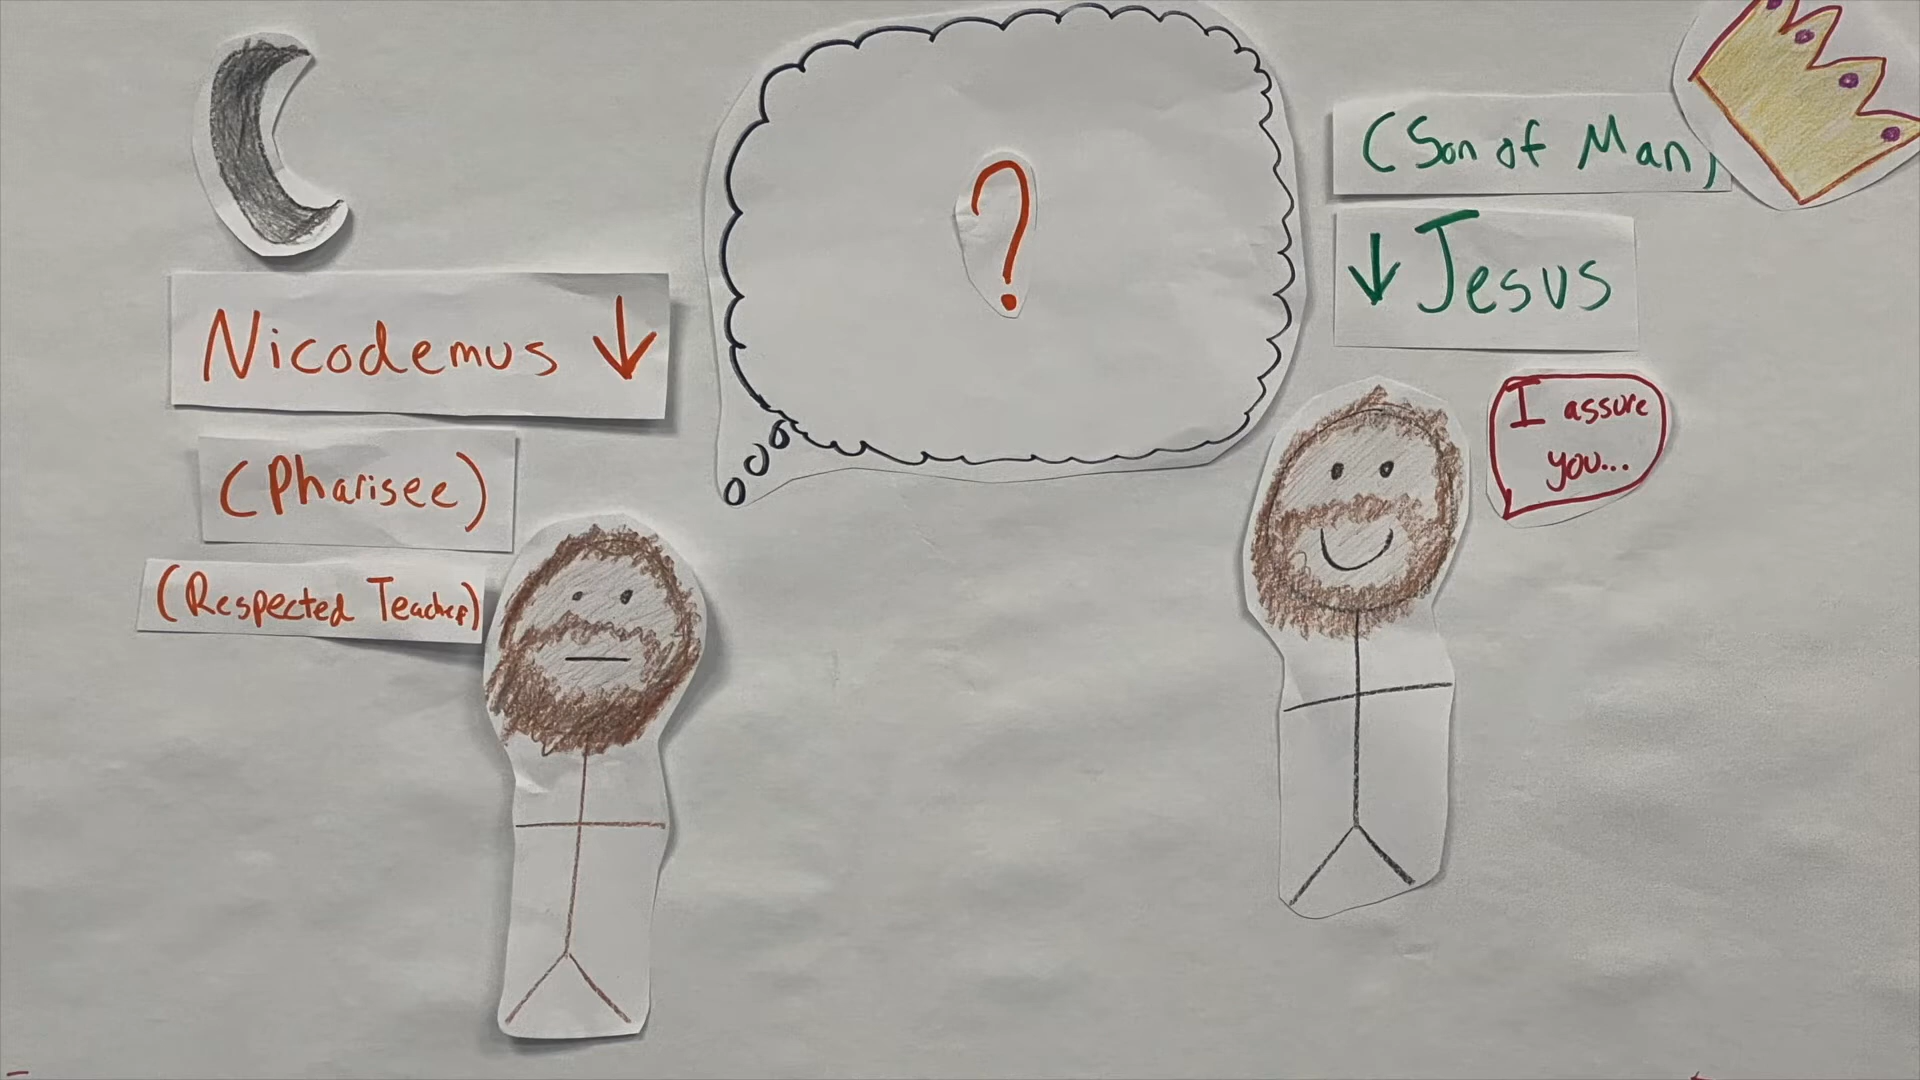 Nicodemus ↓
(Pharisee)
(Respected Teacher)
?
(Son of Man)
↓ Jesus
I assure
you...